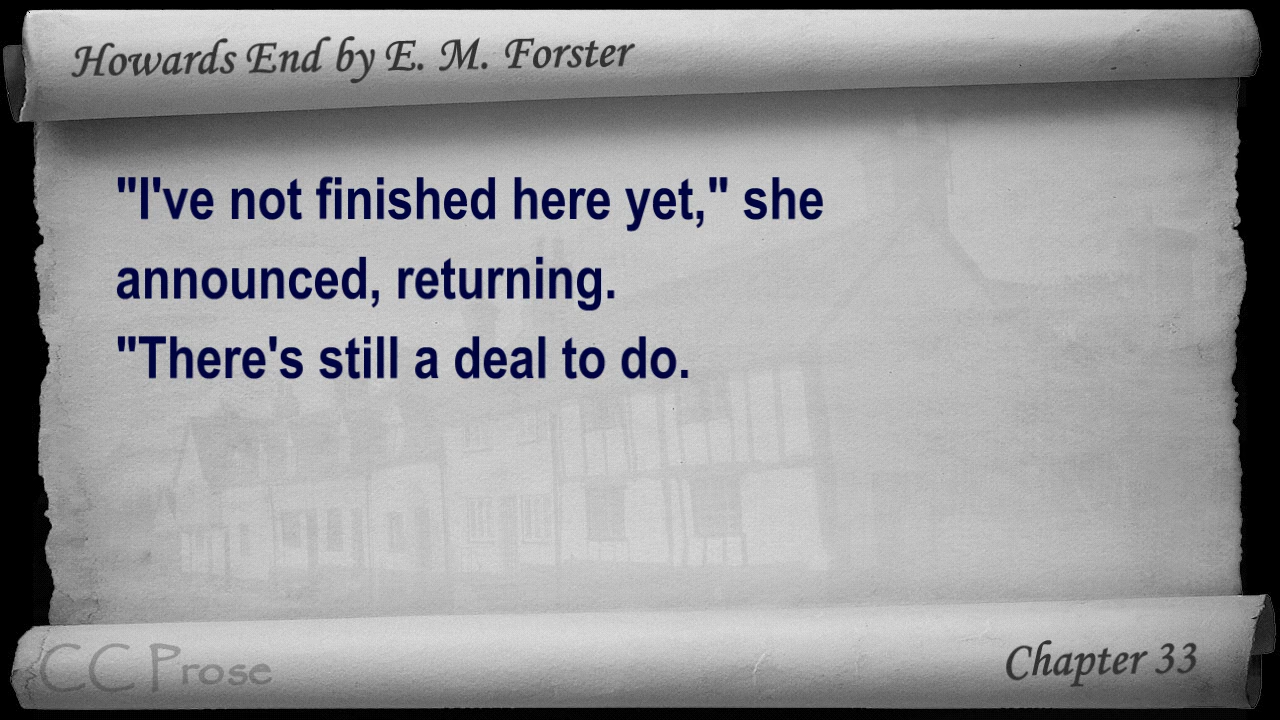 Howards End by E. M. Forster
"I've not finished here yet," she
announced, returning.
"There's still a deal to do.
CC Prose
Chapter 33